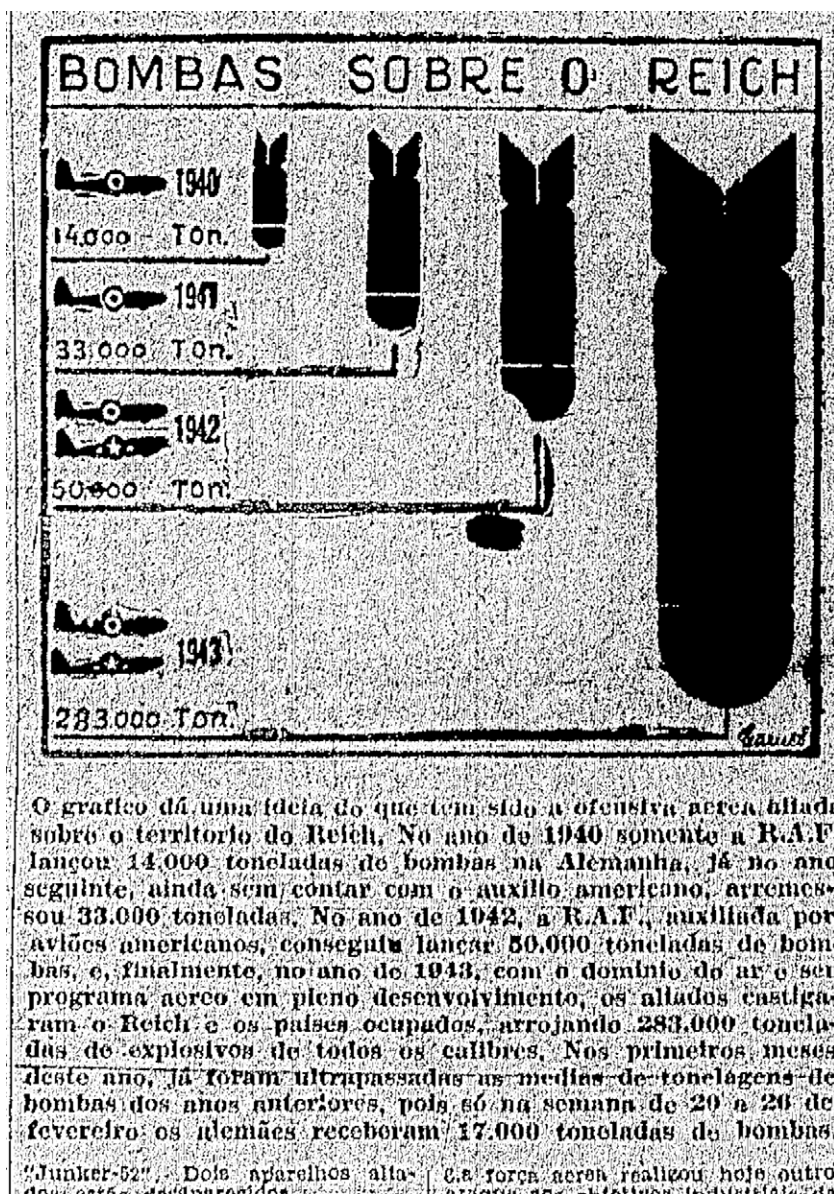 BOMBAS SOBRE O REICH
1940
14.000 - TON.
1941
33.000 TON.
1942
50.000 TON.
1943
283.000 TON.
O grafico dá uma idéia do que tem sido a ofensiva aerea aliad
sobre o territorio do Reich. No ano de 1940 somente a R.A.F
lançou 14.000 toneladas de bombas na Alemanha, já no ano
seguinte, ainda sem contar com o auxilio americano, arremes-
sou 33.000 toneladas. No ano de 1942, a R.A.F., auxiliada por
aviões americanos, conseguiu lançar 50.000 toneladas de bom
bas, e, finalmente, no ano de 1943, com o dominio do ar e seu
programa aereo em pleno desenvolvimento, os aliados castiga
ram o Reich e os paises ocupados, arrojando 283.000 tonela
das de explosivos de todos os calibres. Nos primeiros meses
deste ano, já foram ultrapassadas as medias de tonelagens de
bombas dos anos anteriores, pois só na semana de 20 a 26 de
fevereiro os alemães receberam 17.000 toneladas de bombas
"Junker-52". Dois aparelhos alia-
força aerea realizou hoje outro